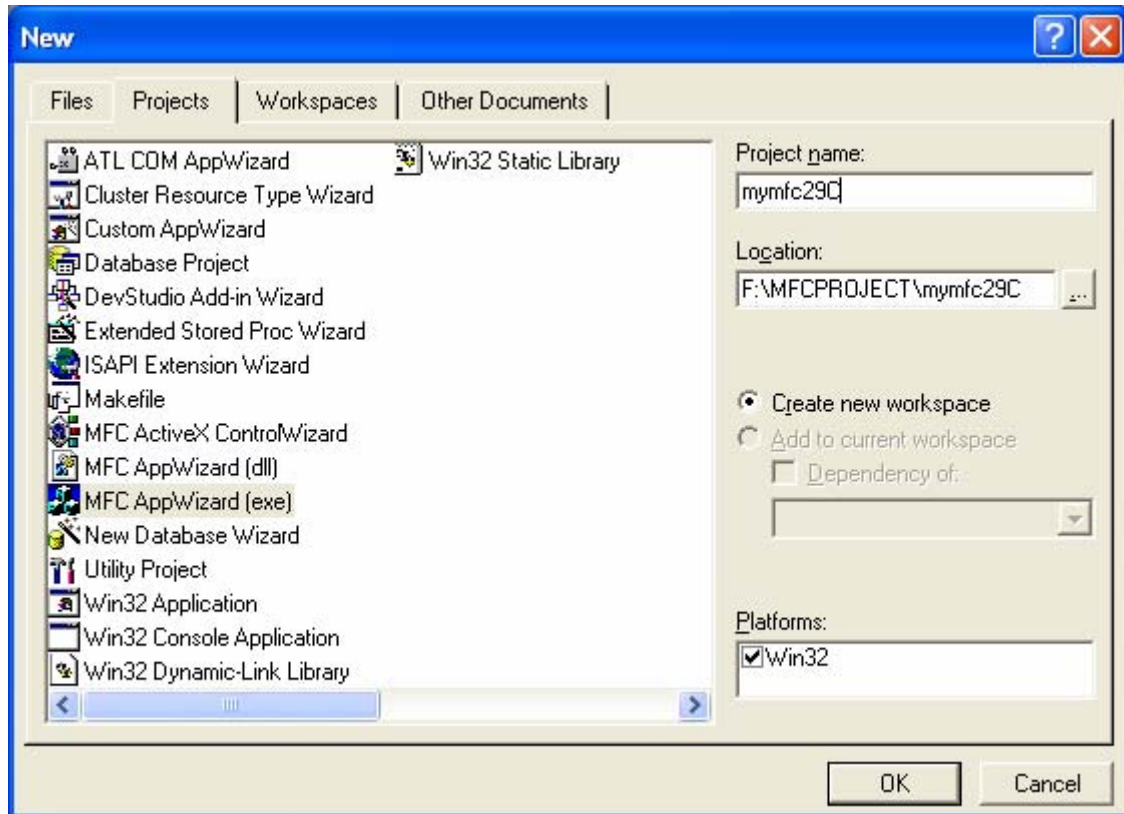 New
Files Projects Workspaces Other Documents
ATL COM AppWizard
Cluster Resource Type Wizard
Custom AppWizard
Database Project
DevStudio Add-in Wizard
Extended Stored Proc Wizard
ISAPI Extension Wizard
Makefile
MFC ActiveX ControlWizard
MFC AppWizard (dll)
MFC AppWizard (exe)
New Database Wizard
Utility Project
Win32 Application
Win32 Console Application
Win32 Dynamic-Link Library
Win32 Static Library
Project name:
mymfc29C
Location:
F:\MFCPROJECT\mymfc29C
...
Create new workspace
Add to current workspace
Dependency of:
Platforms:
Win32
OK Cancel